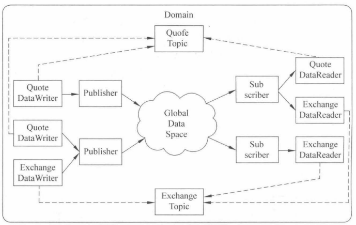 Domain
Quofe
Topic
Quote
DataWriter
Publisher
Quote
DataWriter
Publisher
Exchange
DataWriter
Global
Data
Space
Sub
scriber
Quote
DataReader
Exchange
DataReader
Sub
scriber
Exchange
DataReader
Exchange
Topic